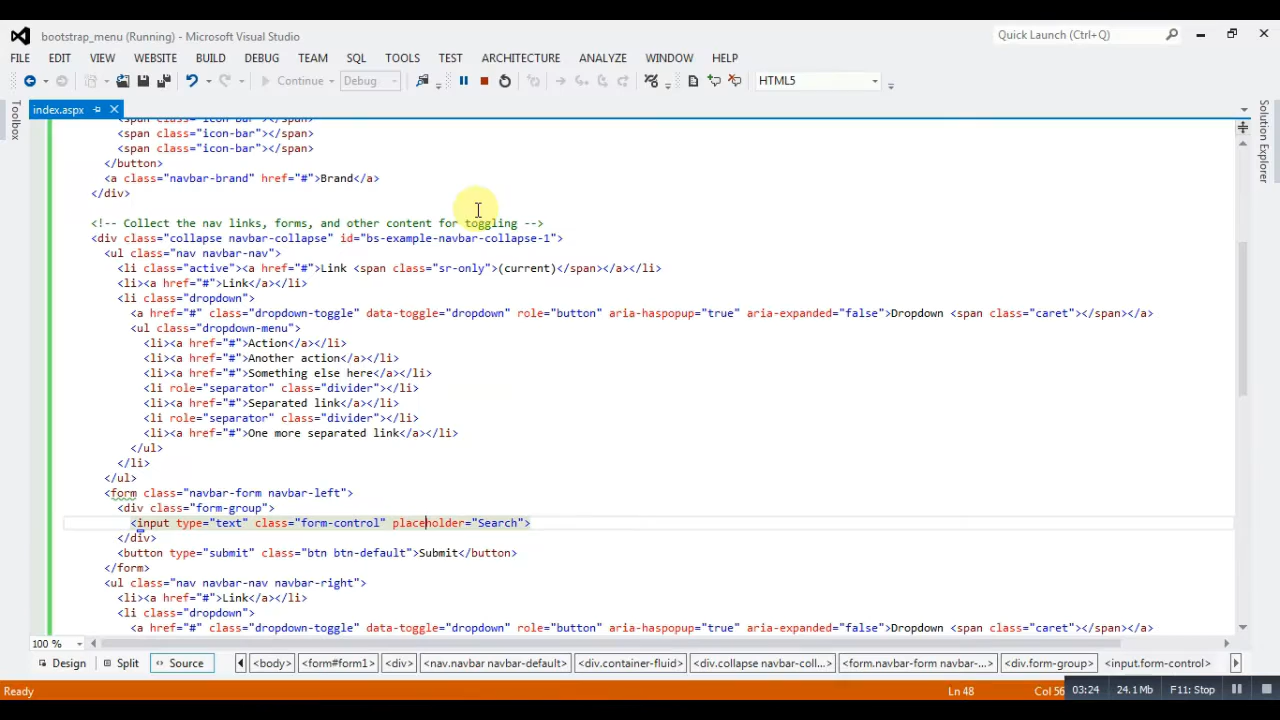 bootstrap_menu (Running) - Microsoft Visual Studio
Quick Launch (Ctrl+Q)
FILE EDIT VIEW WEBSITE BUILD DEBUG TEAM SQL TOOLS TEST ARCHITECTURE ANALYZE WINDOW HELP
Continue Debug HTML5
index.aspx
Toolbox
Solution Explorer
<span class="icon-bar"></span>
<span class="icon-bar"></span>
<span class="icon-bar"></span>
</button>
<a class="navbar-brand" href="#">Brand</a>
</div>
<!-- Collect the nav links, forms, and other content for toggling -->
<div class="collapse navbar-collapse" id="bs-example-navbar-collapse-1">
<ul class="nav navbar-nav">
<li class="active"><a href="#">Link <span class="sr-only">(current)</span></a></li>
<li><a href="#">Link</a></li>
<li class="dropdown">
<a href="#" class="dropdown-toggle" data-toggle="dropdown" role="button" aria-haspopup="true" aria-expanded="false">Dropdown <span class="caret"></span></a>
<ul class="dropdown-menu">
<li><a href="#">Action</a></li>
<li><a href="#">Another action</a></li>
<li><a href="#">Something else here</a></li>
<li role="separator" class="divider"></li>
<li><a href="#">Separated link</a></li>
<li role="separator" class="divider"></li>
<li><a href="#">One more separated link</a></li>
</ul>
</li>
</ul>
<form class="navbar-form navbar-left">
<div class="form-group">
<input type="text" class="form-control" placeholder="Search">
</div>
<button type="submit" class="btn btn-default">Submit</button>
</form>
<ul class="nav navbar-nav navbar-right">
<li><a href="#">Link</a></li>
<li class="dropdown">
<a href="#" class="dropdown-toggle" data-toggle="dropdown" role="button" aria-haspopup="true" aria-expanded="false">Dropdown <span class="caret"></span></a>
100 %
Design Split Source <body> <form#form1> <div> <nav.navbar navbar-default> <div.container-fluid> <div.collapse navbar-coll...> <form.navbar-form navbar-...> <div.form-group> <input.form-control>
Ready Ln 48 Col 56 03:24 24.1Mb F11: Stop